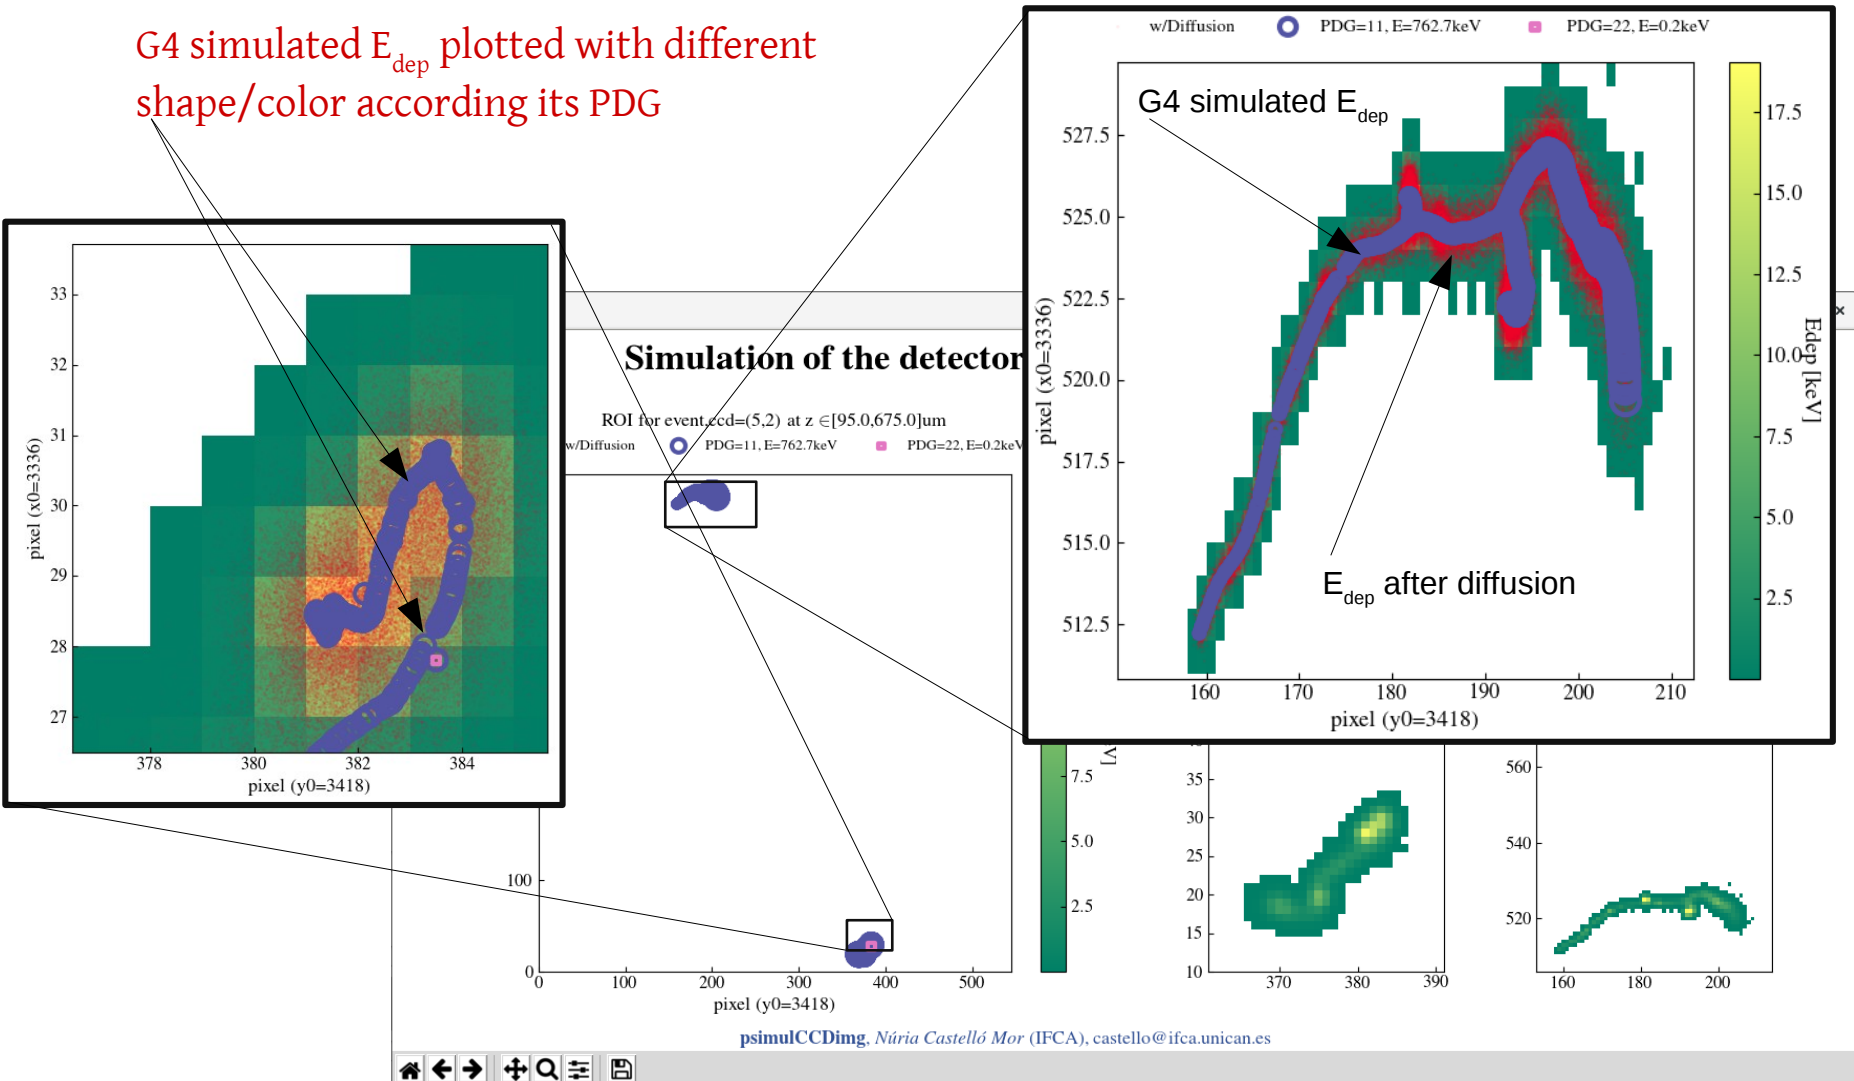 G4 simulated Edep plotted with different
shape/color according its PDG
w/Diffusion PDG=11, E=762.7keV PDG=22, E=0.2keV
G4 simulated Edep
Edep after diffusion
527.5
525.0
522.5
520.0
517.5
515.0
512.5
pixel (x0=3336)
160 170 180 190 200 210
pixel (y0=3418)
17.5
15.0
12.5
10.0
7.5
5.0
2.5
Edep [keV]
33
32
31
30
29
28
27
pixel (x0=3336)
378 380 382 384
pixel (y0=3418)
Simulation of the detector
ROI for event,ccd=(5,2) at z ∈[95.0,675.0]um
w/Diffusion PDG=11, E=762.7keV PDG=22, E=0.2keV
100
0
0 100 200 300 400 500
pixel (y0=3418)
V]
7.5
5.0
2.5
35
30
25
20
15
10
370 380 390
560
540
520
160 180 200
psimulCCDimg, Núria Castelló Mor (IFCA), castello@ifca.unican.es